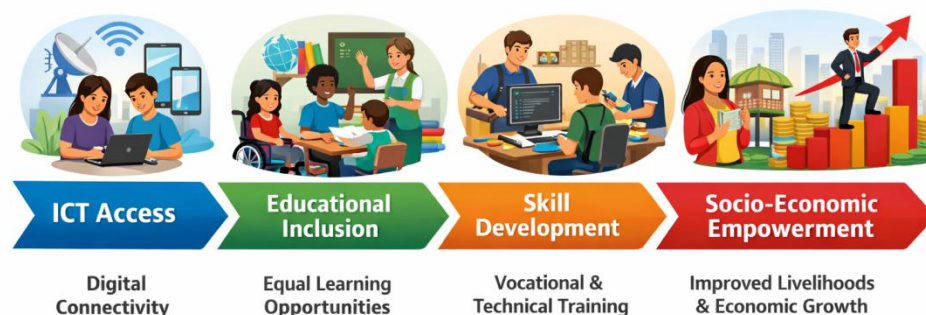 ICT Access
Educational
Inclusion
Skill
Development
Socio-Economic
Empowerment
Digital
Connectivity
Equal Learning
Opportunities
Vocational &
Technical Training
Improved Livelihoods
& Economic Growth